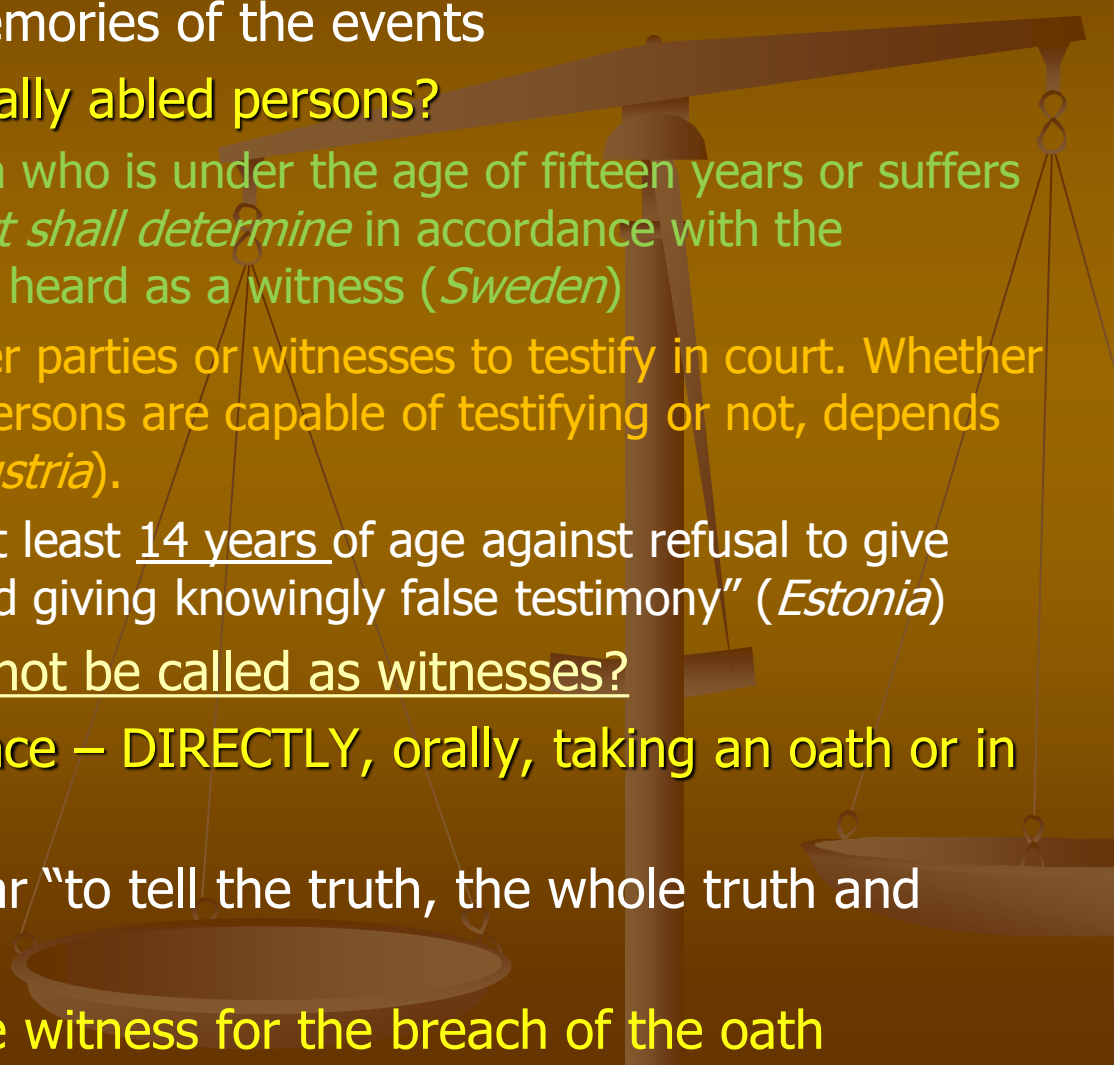 emories of the events
ally abled persons?
who is under the age of fifteen years or suffers
t shall determine in accordance with the
heard as a witness (Sweden)
er parties or witnesses to testify in court. Whether
ersons are capable of testifying or not, depends
ustria).
t least 14 years of age against refusal to give
d giving knowingly false testimony” (Estonia)
not be called as witnesses?
nce – DIRECTLY, orally, taking an oath or in
ar “to tell the truth, the whole truth and
e witness for the breach of the oath